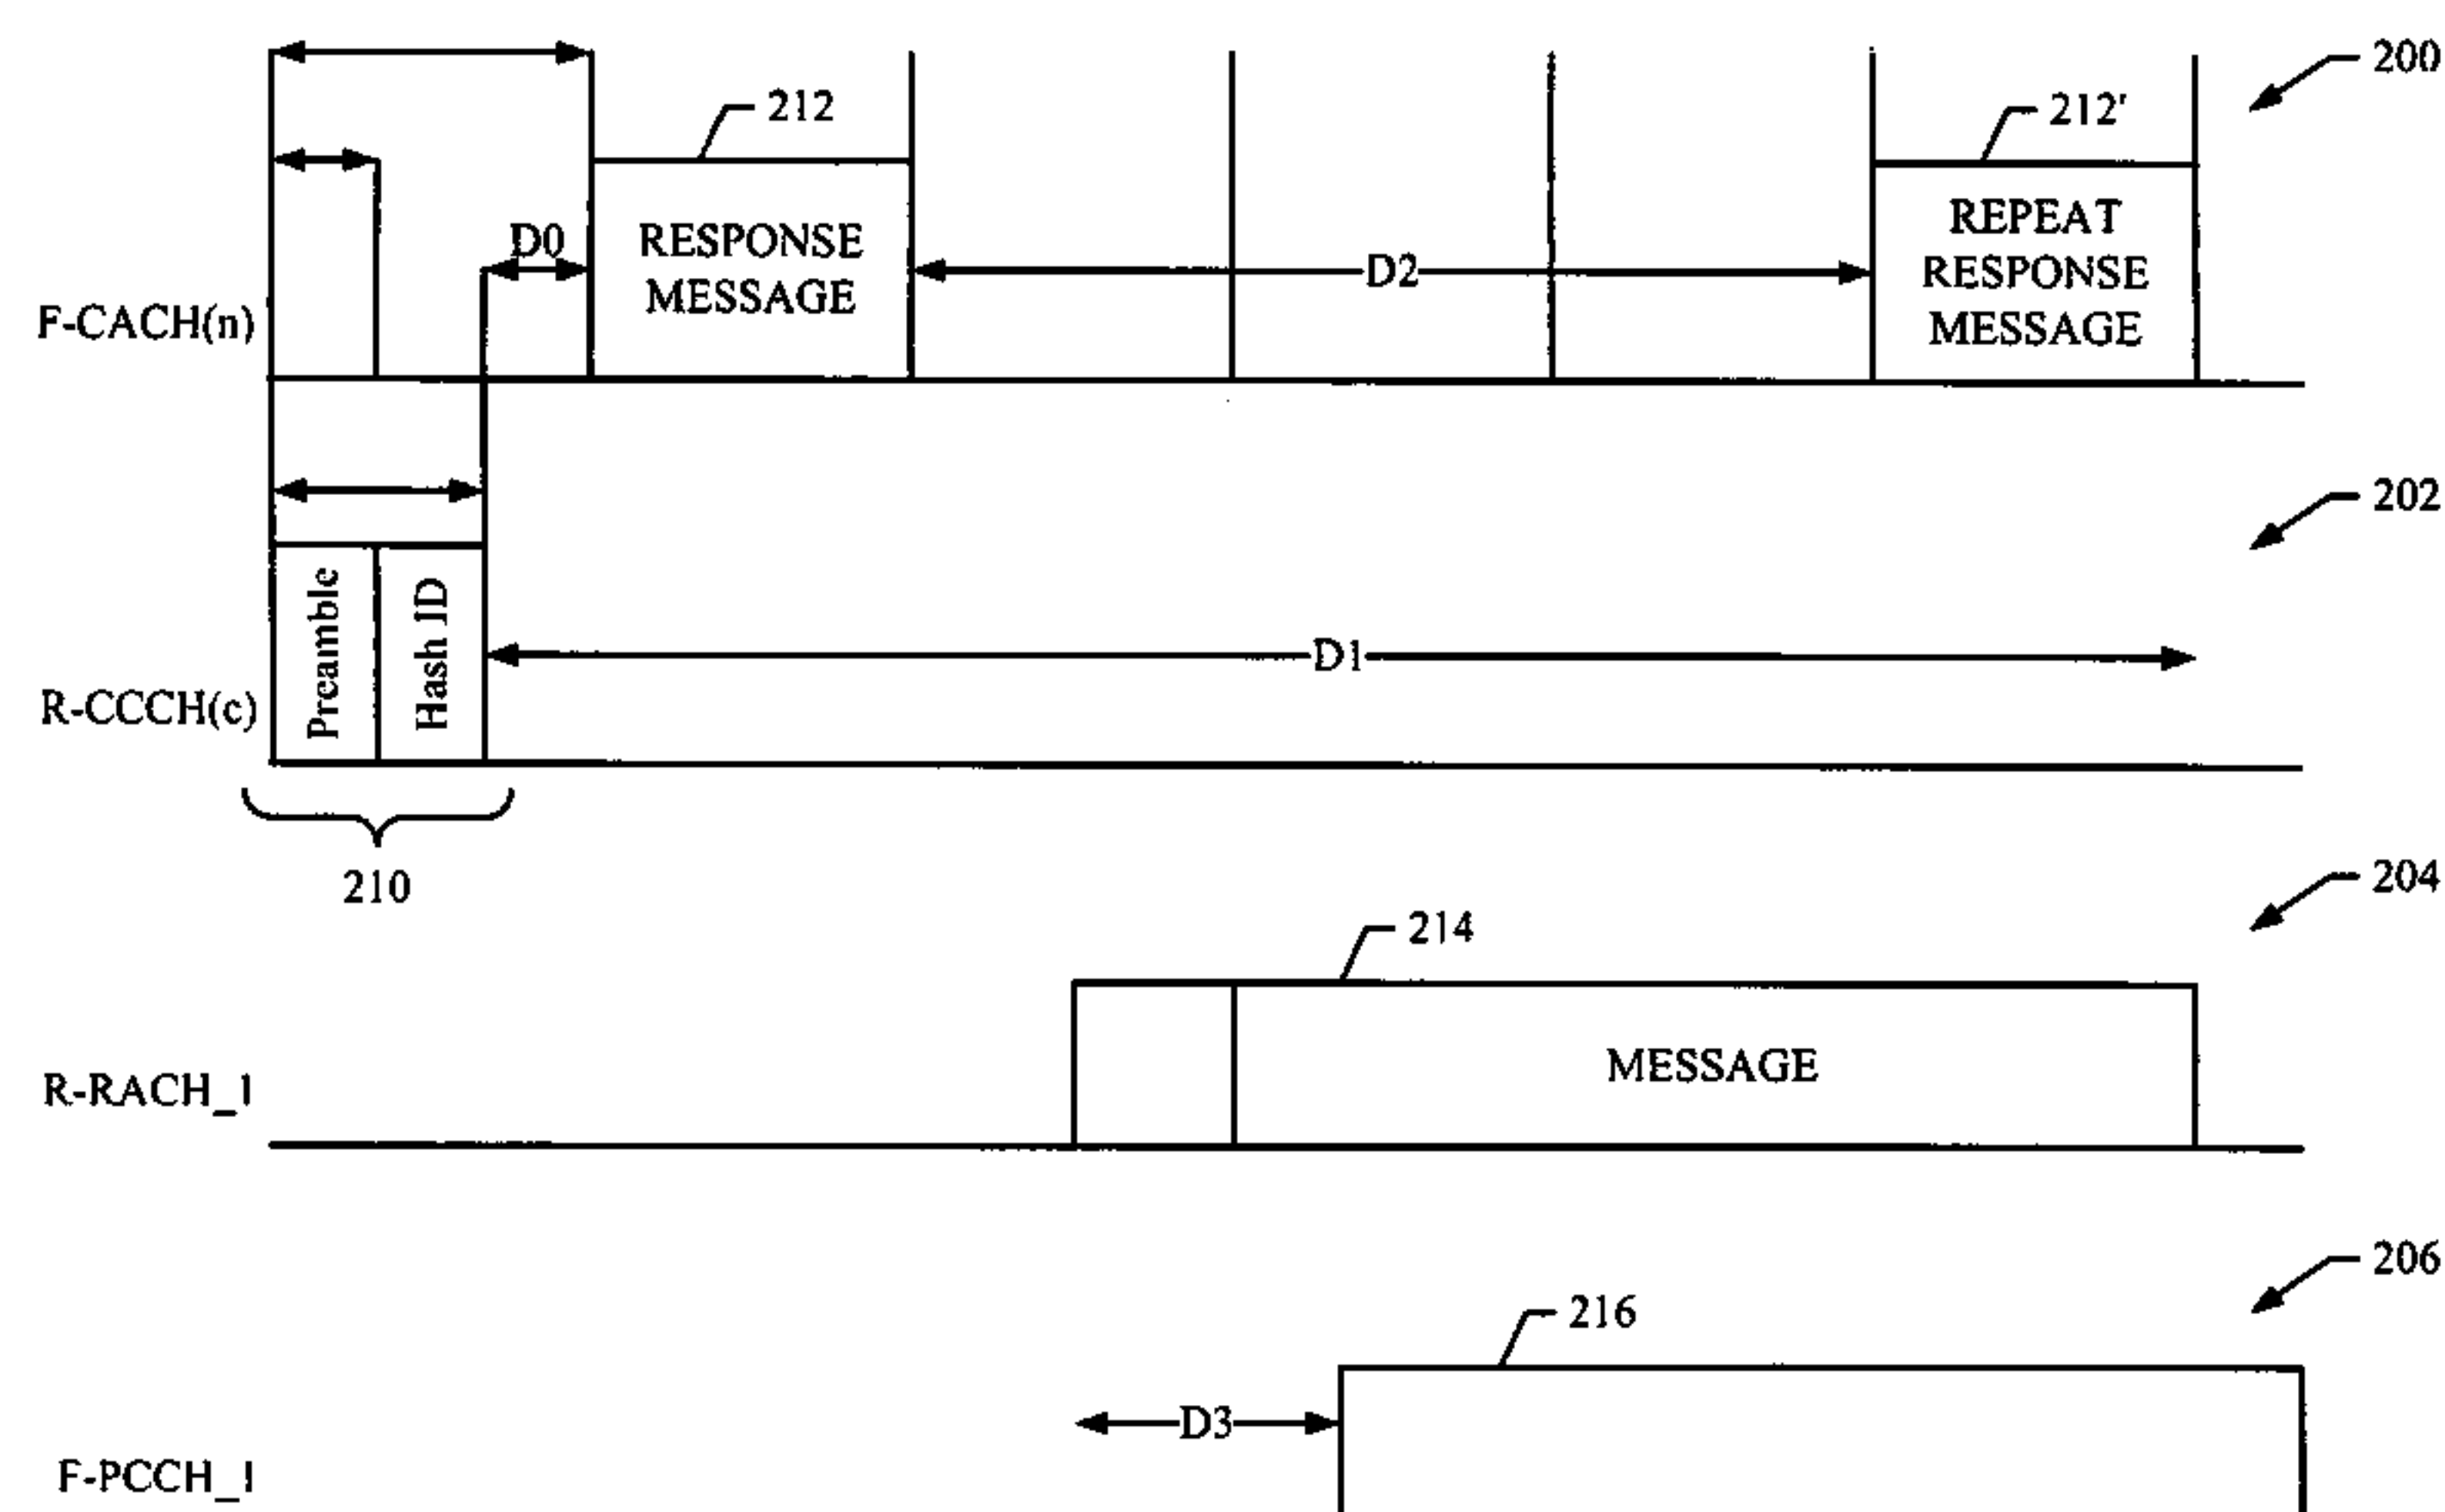 200
212
212'
D0
RESPONSE
MESSAGE
D2
REPEAT
RESPONSE
MESSAGE
F-CACH(n)
202
Preamble
Hash ID
D1
R-CCCH(c)
210
204
214
MESSAGE
R-RACH_1
206
216
D3
F-PCCH_1